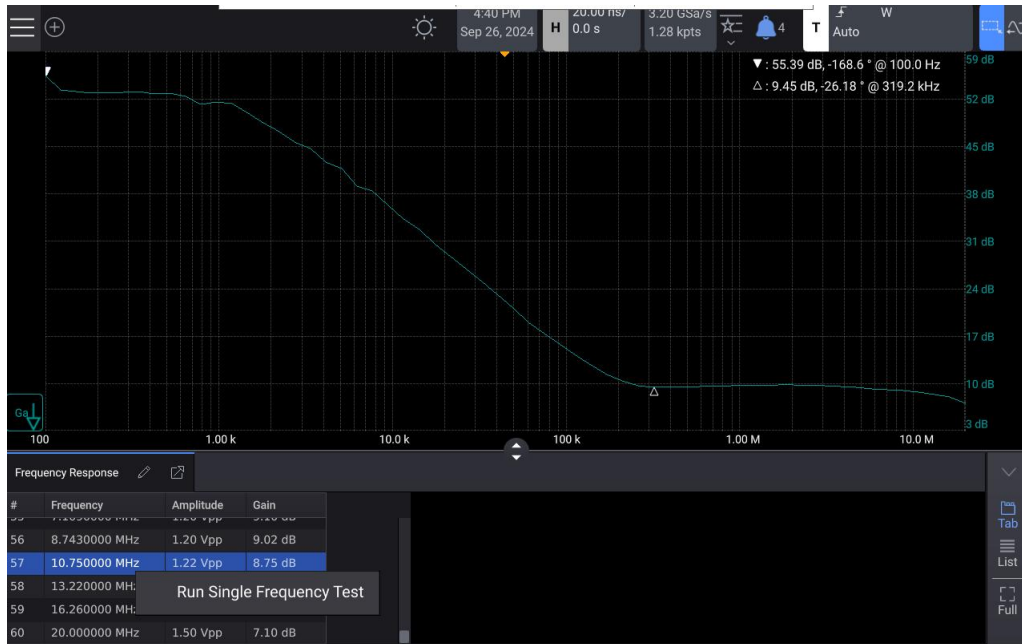 4:40 PM
Sep 26, 2024
H
20.00 ns/
0.0 s
3.20 GSa/s
1.28 kpts
4
T
W
Auto
▼ : 55.39 dB, -168.6 ° @ 100.0 Hz
△ : 9.45 dB, -26.18 ° @ 319.2 kHz
59 dB
52 dB
45 dB
38 dB
31 dB
24 dB
17 dB
10 dB
3 dB
Ga
100
1.00 k
10.0 k
100 k
1.00 M
10.0 M
Frequency Response
# Frequency Amplitude Gain
56 8.7430000 MHz 1.20 Vpp 9.02 dB
57 10.750000 MHz 1.22 Vpp 8.75 dB
58 13.220000 MH
Run Single Frequency Test
59 16.260000 MH
60 20.000000 MHz 1.50 Vpp 7.10 dB
Tab
List
Full